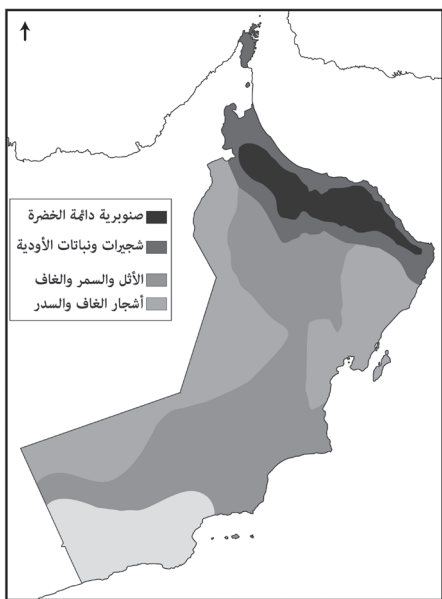 صنوبرية دائمة الخضرة
شجيرات ونباتات الأودية
الأثل والسمر والغاف
أشجار الغاف والسدر